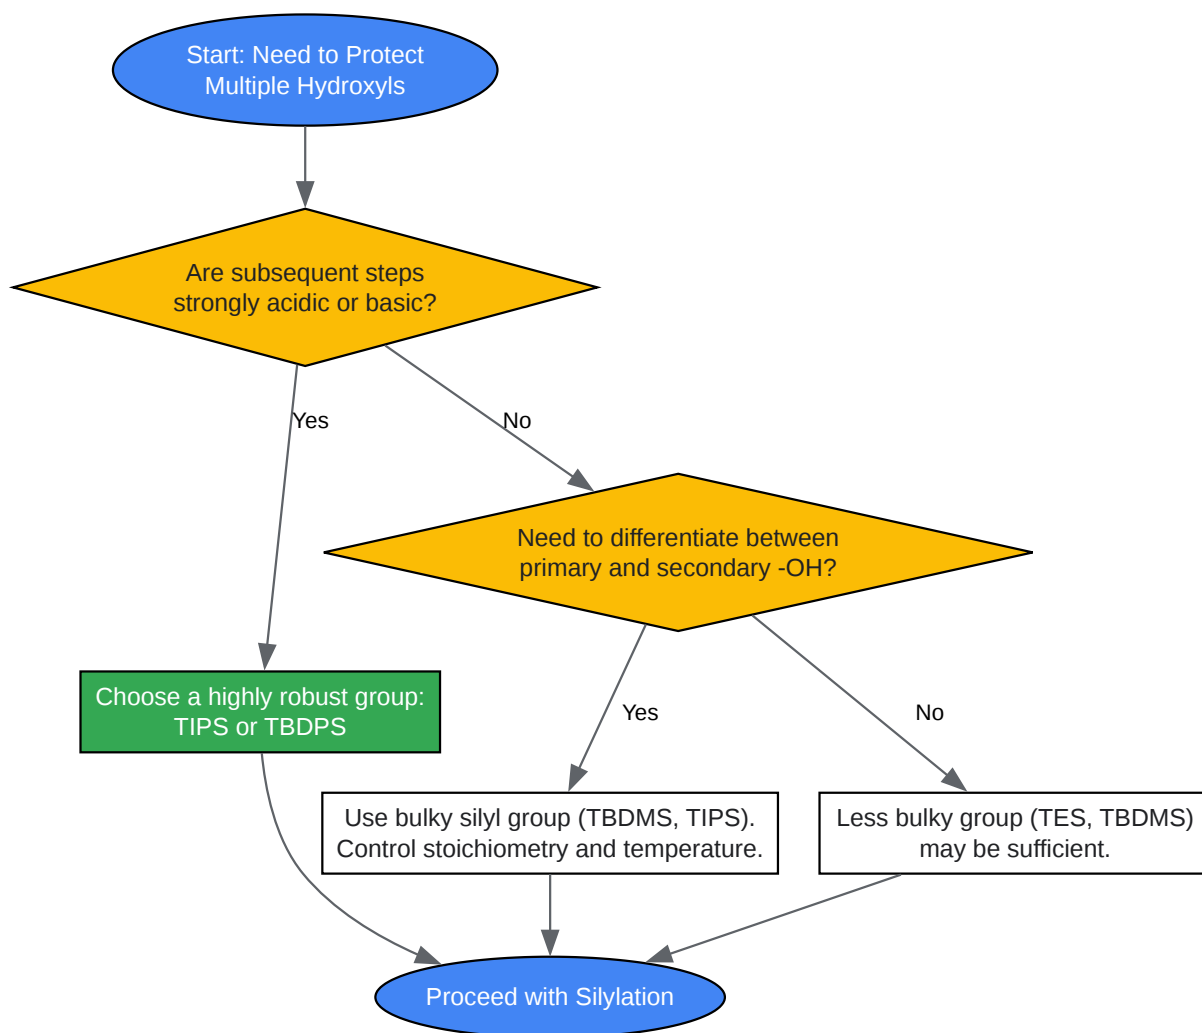 Start: Need to Protect
Multiple Hydroxyls
Are subsequent steps
strongly acidic or basic?
Yes
No
Need to differentiate between
primary and secondary -OH?
Choose a highly robust group:
TIPS or TBDPS
Yes
No
Use bulky silyl group (TBDMS, TIPS).
Control stoichiometry and temperature.
Less bulky group (TES, TBDMS)
may be sufficient.
Proceed with Silylation